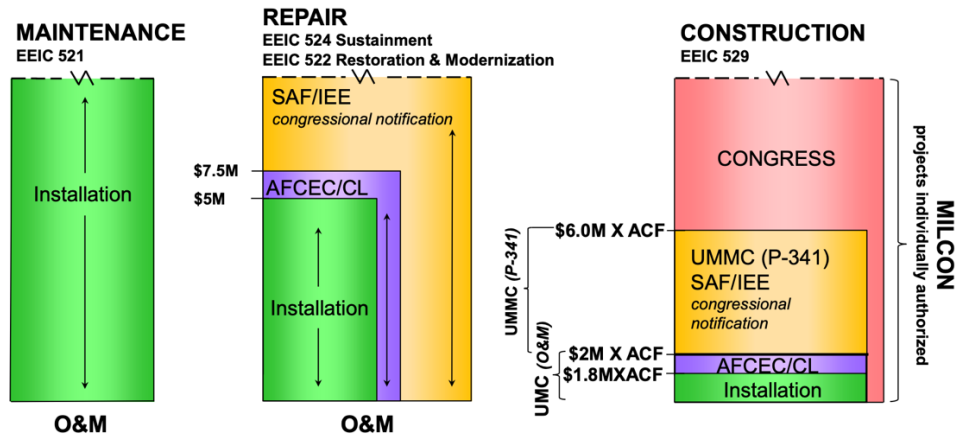 MAINTENANCE
EEIC 521
Installation
O&M
REPAIR
EEIC 524 Sustainment
EEIC 522 Restoration & Modernization
SAF/IEE
congressional notification
$7.5M
AFCEC/CL
$5M
Installation
O&M
CONSTRUCTION
EEIC 529
CONGRESS
$6.0M X ACF
UMMC (P-341)
SAF/IEE
congressional
notification
$2M X ACF
AFCEC/CL
$1.8MXACF
Installation
UMMC (P-341)
UMC (O&M)
projects individually authorized
MILCON